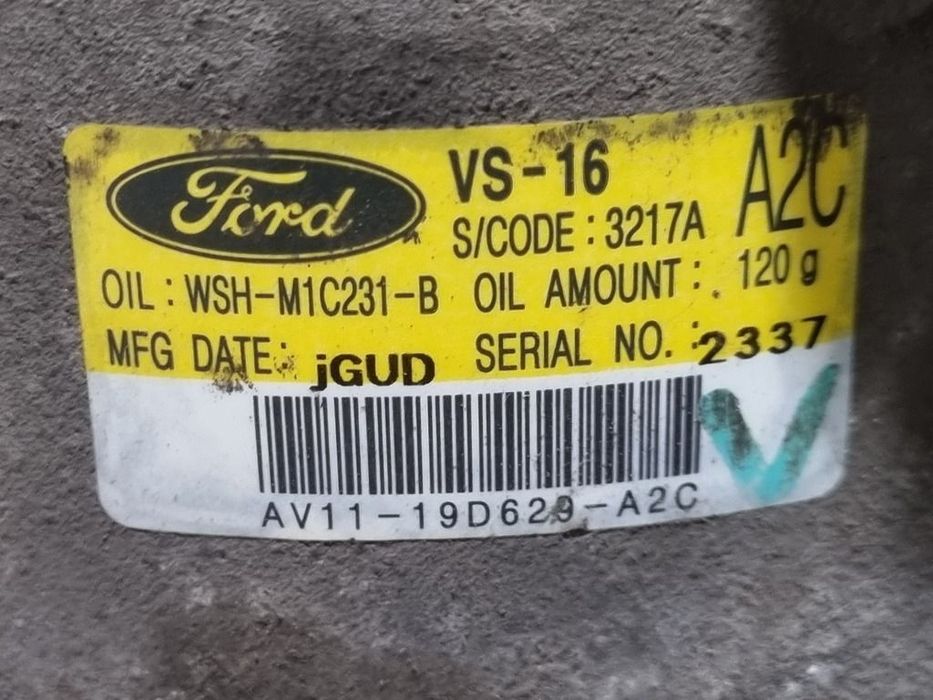 Ford
VS-16
A2C
S/CODE : 3217A
OIL : WSH-M1C231-B OIL AMOUNT : 120 g
MFG DATE : jGUD SERIAL NO. : 2337
AV11-19D629-A2C